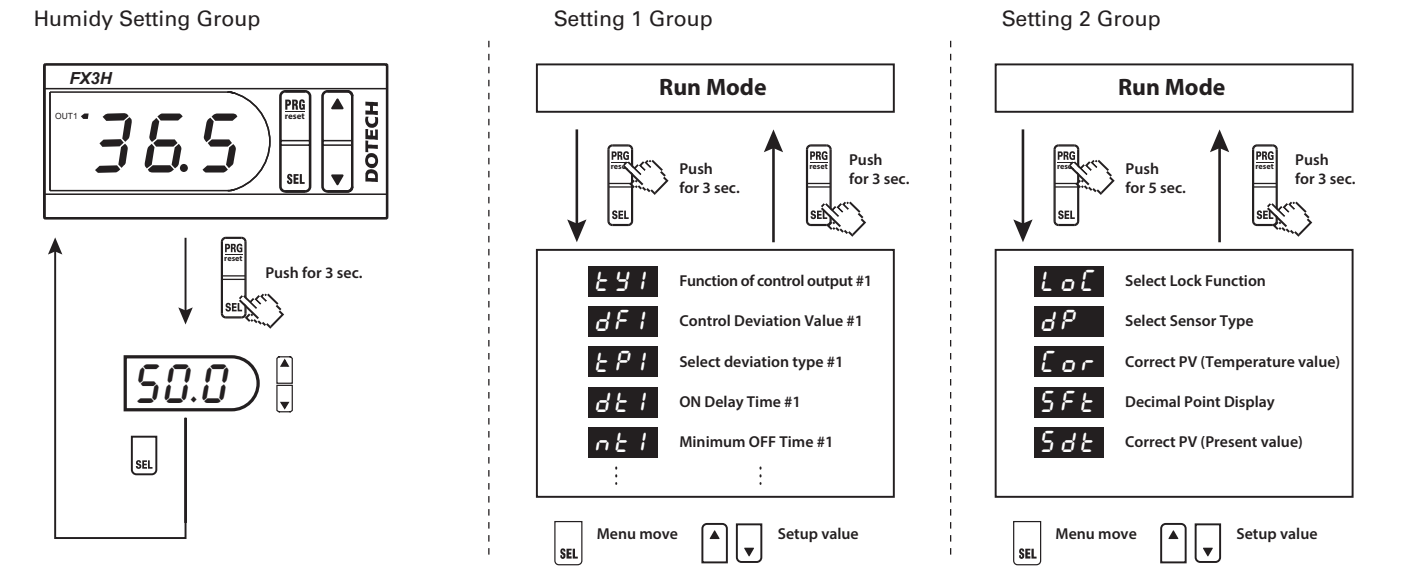 Humidy Setting Group
FX3H
OUT1
36.5
PRG
reset
SEL
DOTECH
PRG
reset
SEL
Push for 3 sec.
50.0
SEL
Setting 1 Group
Run Mode
PRG
reset
SEL
Push
for 3 sec.
PRG
reset
SEL
Push
for 3 sec.
tY1 Function of control output #1
dF1 Control Deviation Value #1
tP1 Select deviation type #1
dt1 ON Delay Time #1
nt1 Minimum OFF Time #1
SEL
Menu move
Setup value
Setting 2 Group
Run Mode
PRG
reset
SEL
Push
for 5 sec.
PRG
reset
SEL
Push
for 3 sec.
LoC Select Lock Function
dP Select Sensor Type
Cor Correct PV (Temperature value)
SFt Decimal Point Display
Sdt Correct PV (Present value)
SEL
Menu move
Setup value